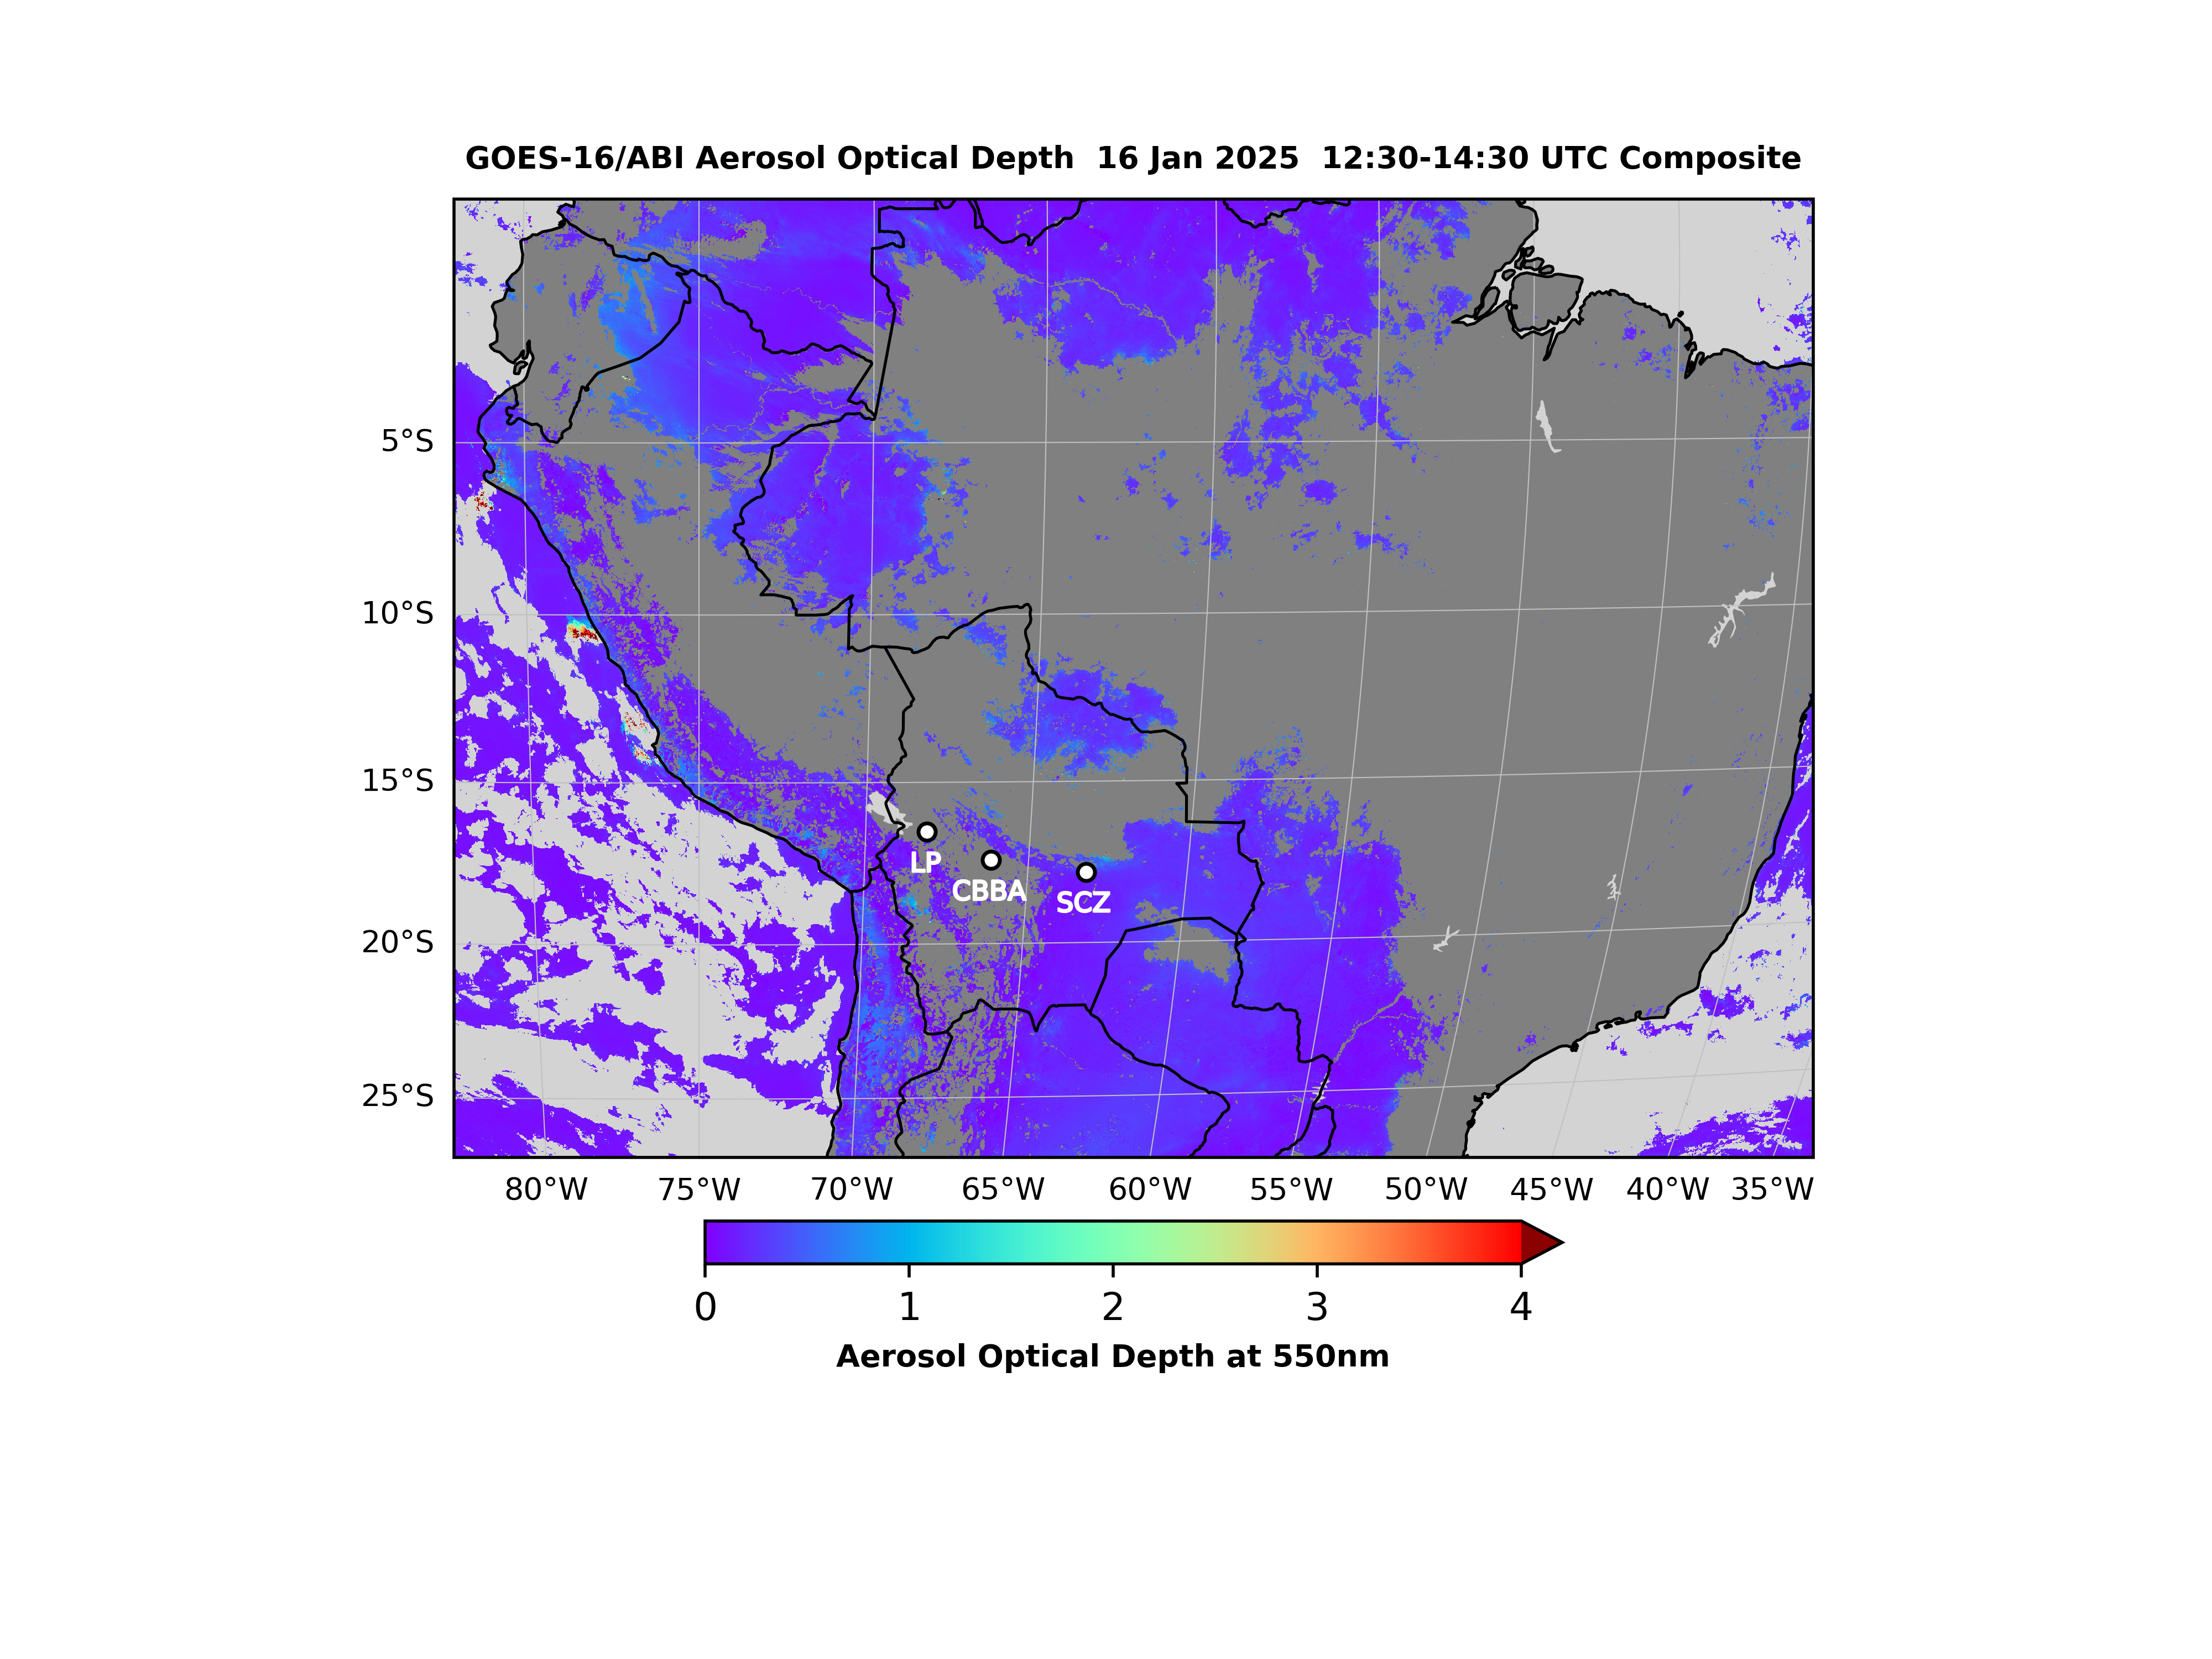 GOES-16/ABI Aerosol Optical Depth  16 Jan 2025  12:30-14:30 UTC Composite
5°S
10°S
15°S
LP
CBBA
SCZ
20°S
25°S
80°W 75°W 70°W 65°W 60°W 55°W 50°W 45°W 40°W 35°W
0 1 2 3 4
Aerosol Optical Depth at 550nm